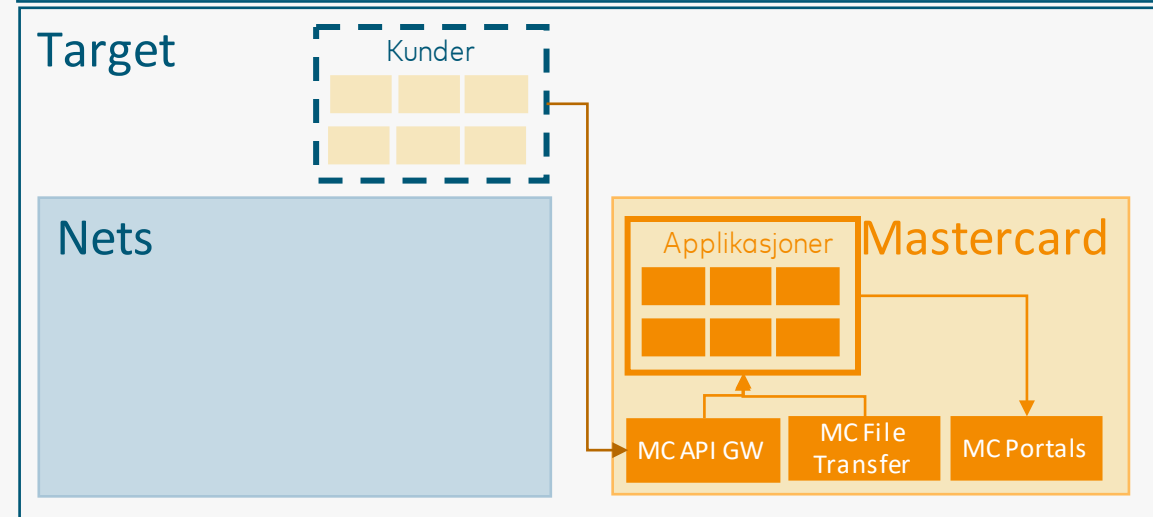 Target
Kunder
Nets
Applikasjoner
Mastercard
MC API GW
MC File
Transfer
MC Portals